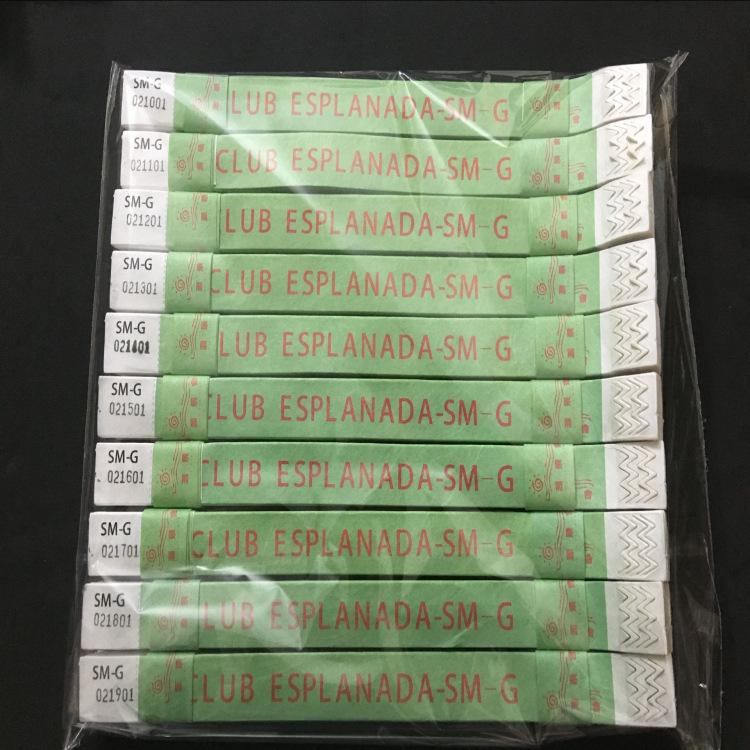 SM-G
021001
LUB ESPLANADA-SM-G
SM-G
021101
CLUB ESPLANADA-SM-G
SM-G
021201
LUB ESPLANADA-SM-G
SM-G
021301
CLUB ESPLANADA-SM-G
SM-G
021401
LUB ESPLANADA-SM-G
SM-G
021501
CLUB ESPLANADA-SM-G
SM-G
021601
CLUB ESPLANADA-SM-G
SM-G
021701
CLUB ESPLANADA-SM-G
SM-G
021801
LUB ESPLANADA-SM-G
SM-G
021901
CLUB ESPLANADA-SM-G